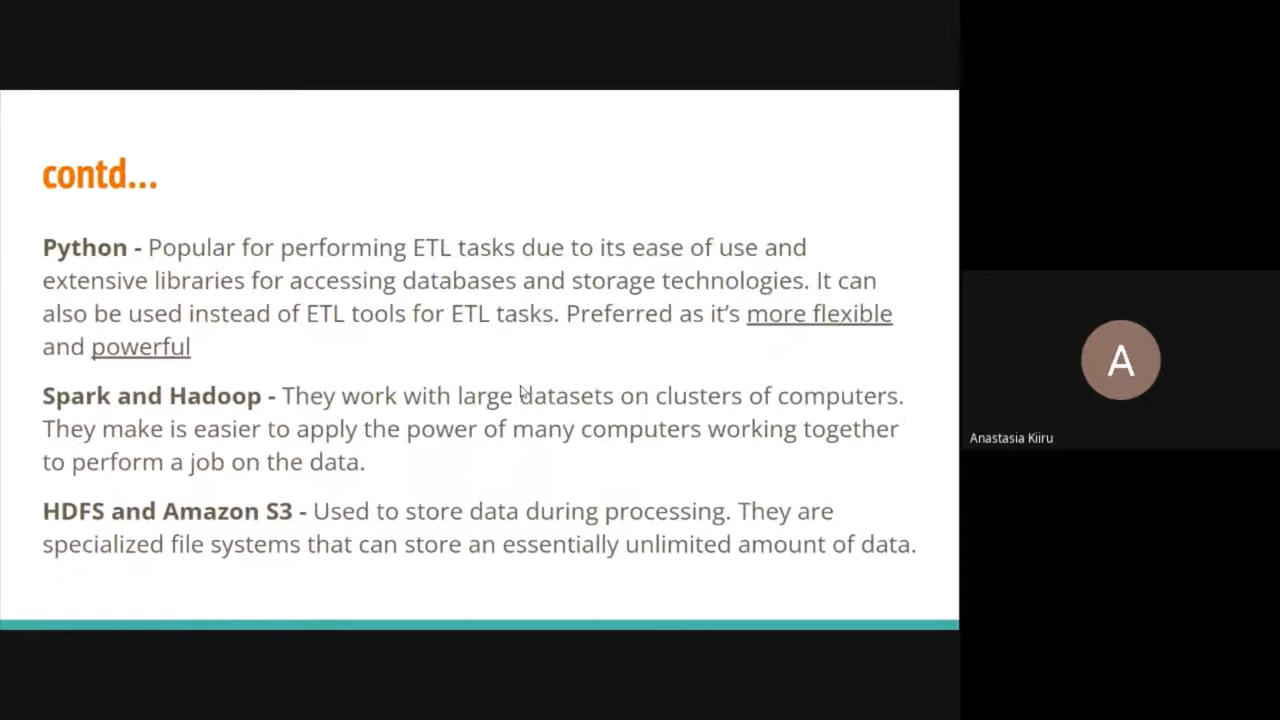 contd...
Python - Popular for performing ETL tasks due to its ease of use and
extensive libraries for accessing databases and storage technologies. It can
also be used instead of ETL tools for ETL tasks. Preferred as it’s more flexible
and powerful
Spark and Hadoop - They work with large datasets on clusters of computers.
They make is easier to apply the power of many computers working together
to perform a job on the data.
HDFS and Amazon S3 - Used to store data during processing. They are
specialized file systems that can store an essentially unlimited amount of data.
A
Anastasia Kiiru